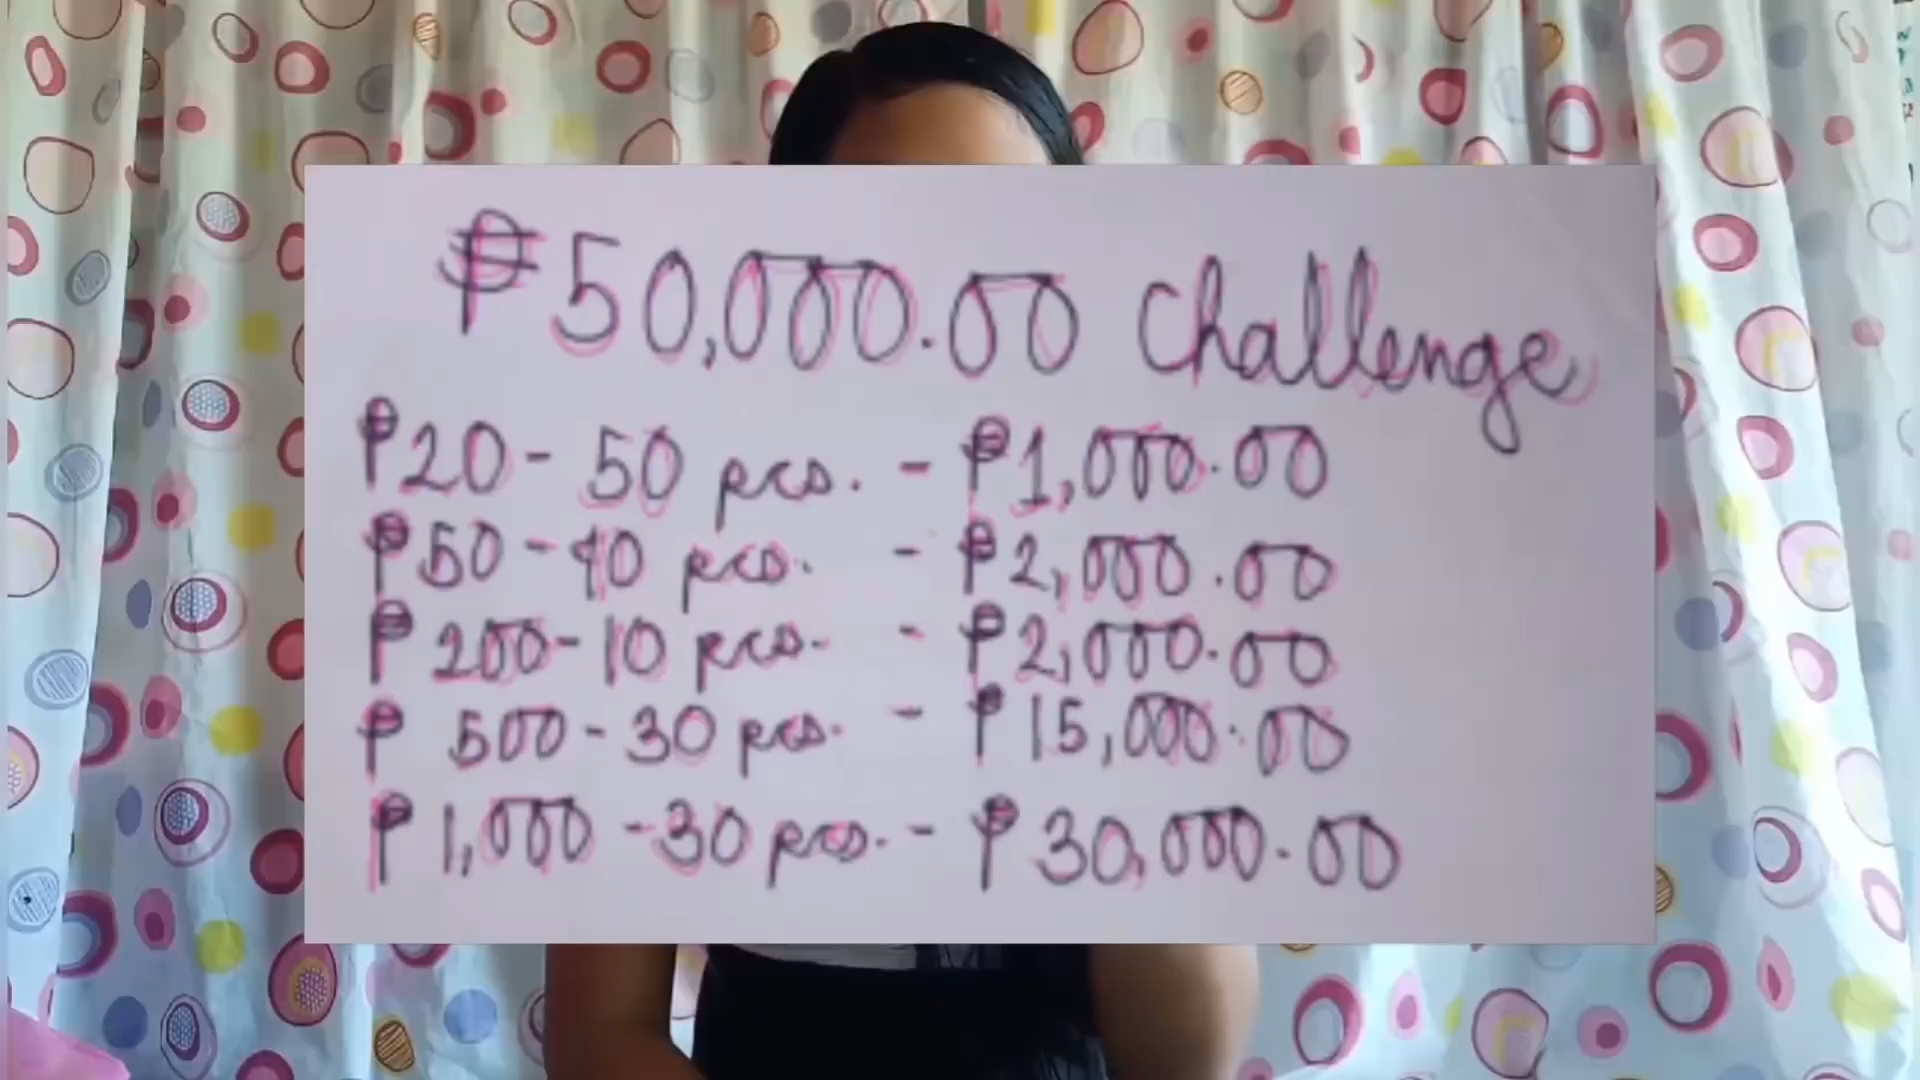 ₱50,000.00 Challenge
₱20 - 50 pcs. - ₱1,000.00
₱50 - 40 pcs. - ₱2,000.00
₱200 - 10 pcs. - ₱2,000.00
₱500 - 30 pcs. - ₱15,000.00
₱1,000 - 30 pcs. - ₱30,000.00